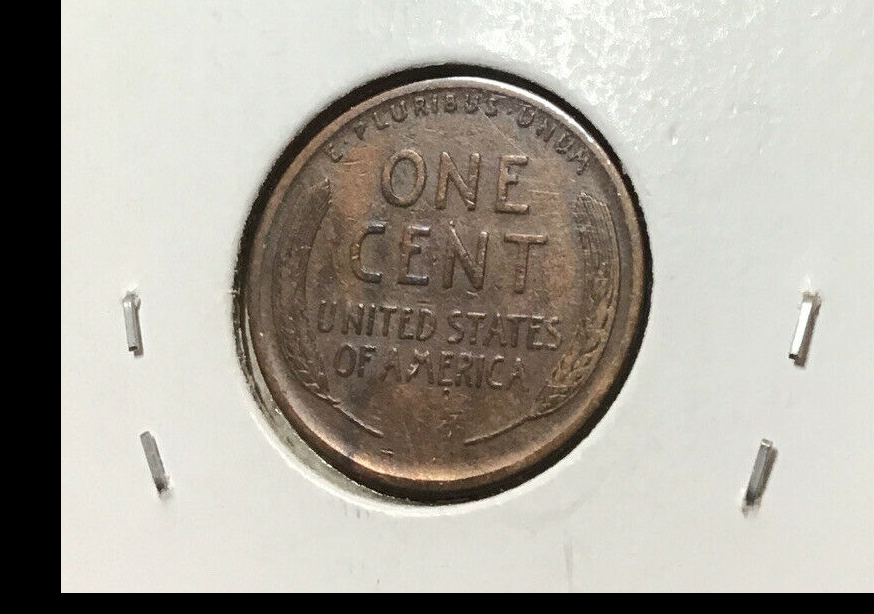 E·PLURIBUS·UNUM
ONE
CENT
UNITED STATES
OF AMERICA